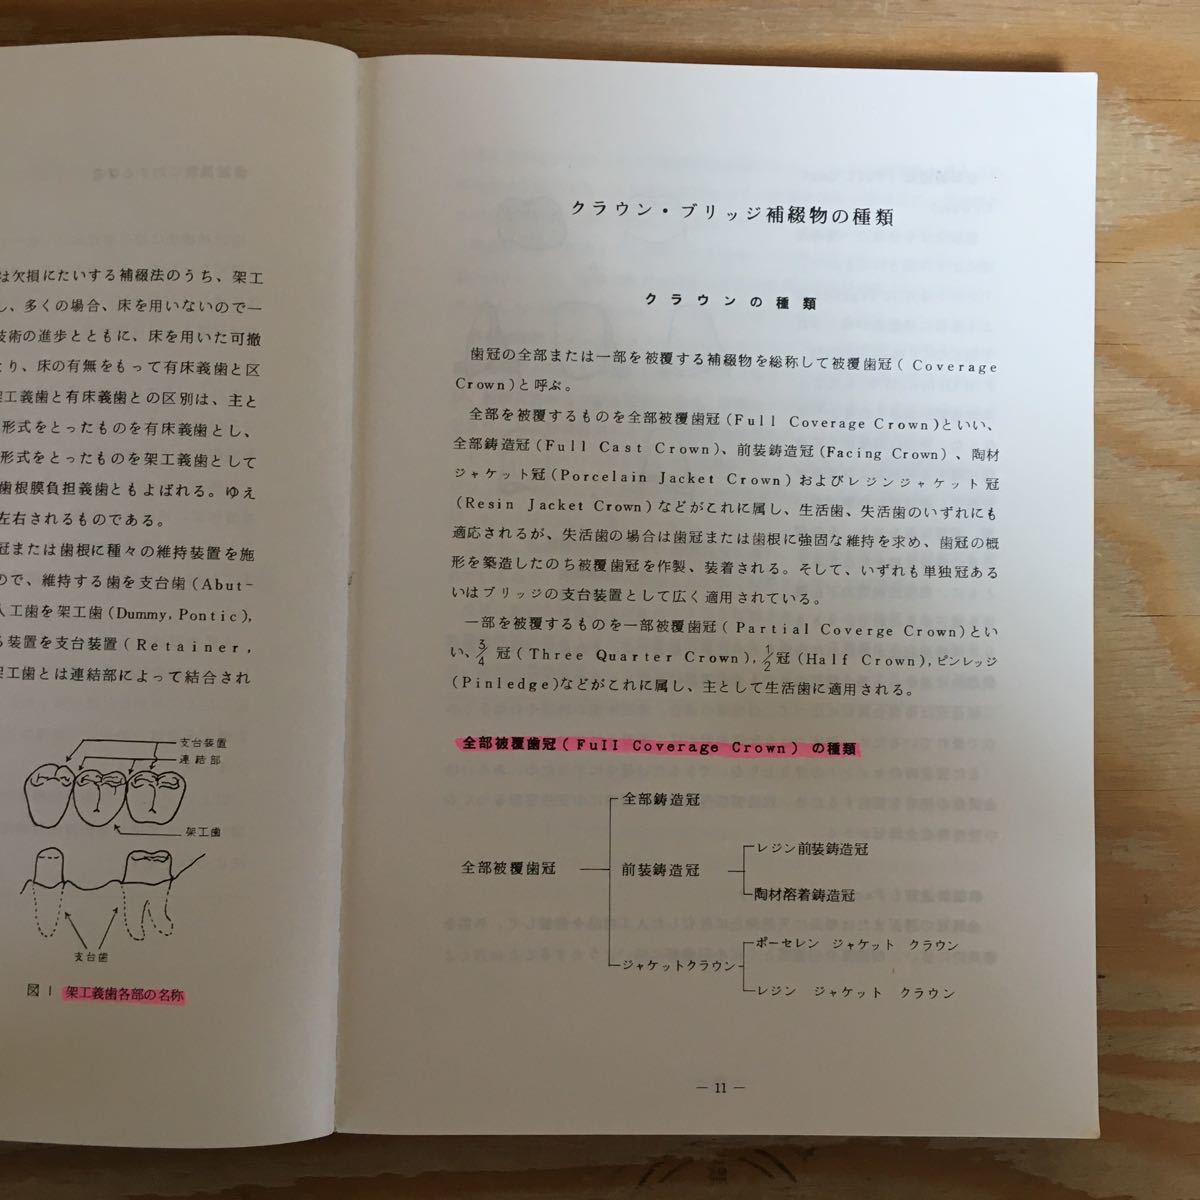 は欠損にたいする補綴法のうち、架工
し、多くの場合、床を用いないので一
技術の進歩とともに、床を用いた可撤
たり、床の有無をもって有床義歯と区
架工義歯と有床義歯との区別は、主と
形式をとったものを有床義歯とし、
形式をとったものを架工義歯として
歯根膜負担義歯ともよばれる。ゆえ
左右されるものである。
冠または歯根に種々の維持装置を施
ので、維持する歯を支台歯(Abut-
人工歯を架工歯(Dummy, Pontic),
る装置を支台装置(Retainer,
架工歯とは連結部によって結合され
支台装置
連結部
架工歯
支台歯
図1 架工義歯各部の名称
クラウン・ブリッジ補綴物の種類
クラウンの種類
歯冠の全部または一部を被覆する補綴物を総称して被覆歯冠(Coverage
Crown)と呼ぶ。
全部を被覆するものを全部被覆歯冠(Full Coverage Crown)といい、
全部鋳造冠(Full Cast Crown)、前装鋳造冠(Facing Crown)、陶材
ジャケット冠(Porcelain Jacket Crown)およびレジンジャケット冠
(Resin Jacket Crown)などがこれに属し、生活歯、失活歯のいずれにも
適応されるが、失活歯の場合は歯冠または歯根に強固な維持を求め、歯冠の概
形を築造したのち被覆歯冠を作製、装着される。そして、いずれも単独冠ある
いはブリッジの支台装置として広く適用されている。
一部を被覆するものを一部被覆歯冠(Partial Coverge Crown)とい
い、3/4冠(Three Quarter Crown), 1/2冠(Half Crown), ピンレッジ
(Pinledge)などがこれに属し、主として生活歯に適用される。
全部被覆歯冠(Full Coverage Crown)の種類
全部鋳造冠
レジン前装鋳造冠
全部被覆歯冠 前装鋳造冠
陶材溶着鋳造冠
ポーセレン ジャケット クラウン
ジャケットクラウン
レジン ジャケット クラウン
— 11 —